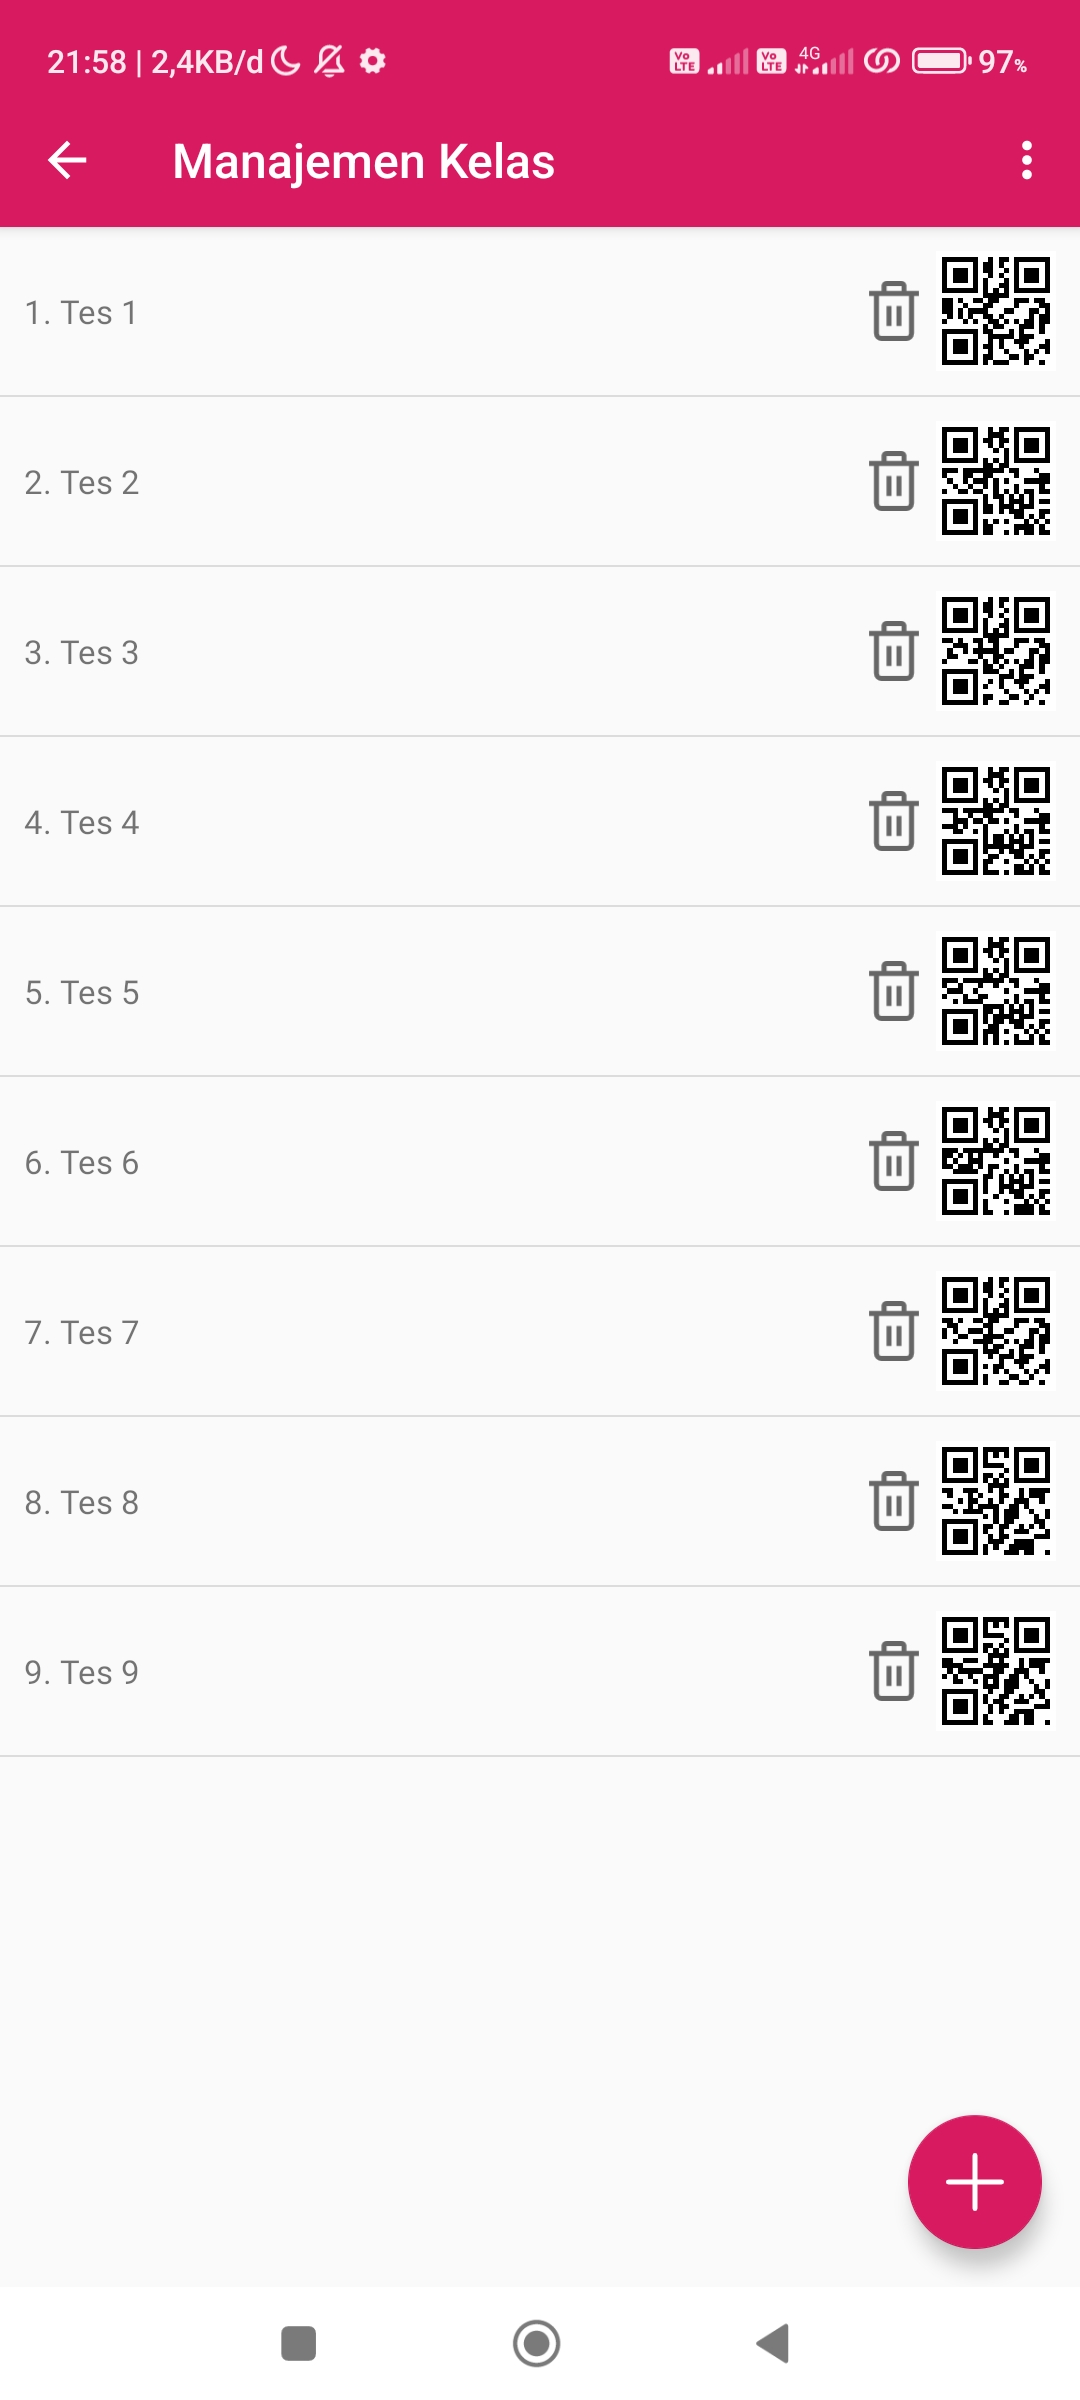 21:58 | 2,4KB/d Vo LTE Vo LTE 4G 97%
Manajemen Kelas
1. Tes 1
2. Tes 2
3. Tes 3
4. Tes 4
5. Tes 5
6. Tes 6
7. Tes 7
8. Tes 8
9. Tes 9